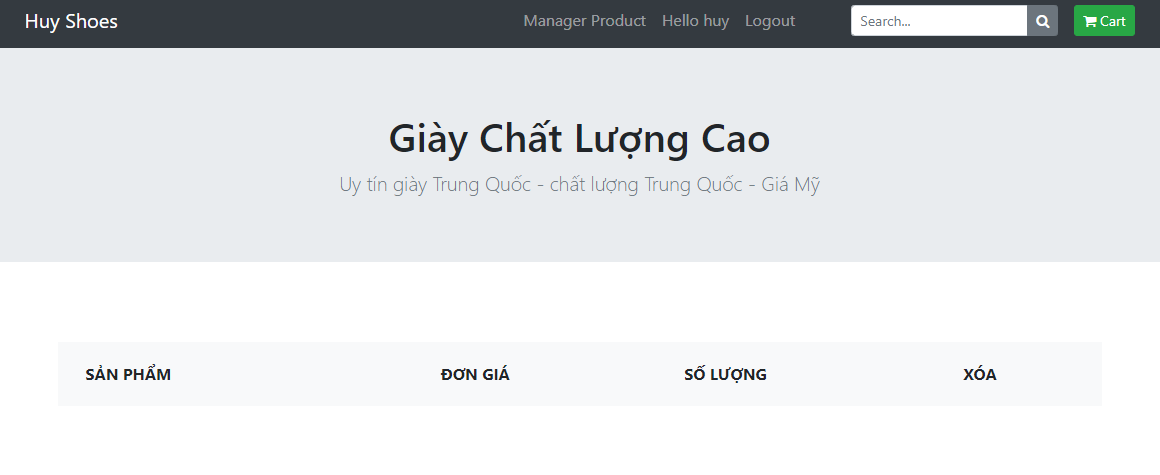 Huy Shoes Manager Product Hello huy Logout Search... Cart
Giày Chất Lượng Cao
Uy tín giày Trung Quốc - chất lượng Trung Quốc - Giá Mỹ
SẢN PHẨM ĐƠN GIÁ SỐ LƯỢNG XÓA